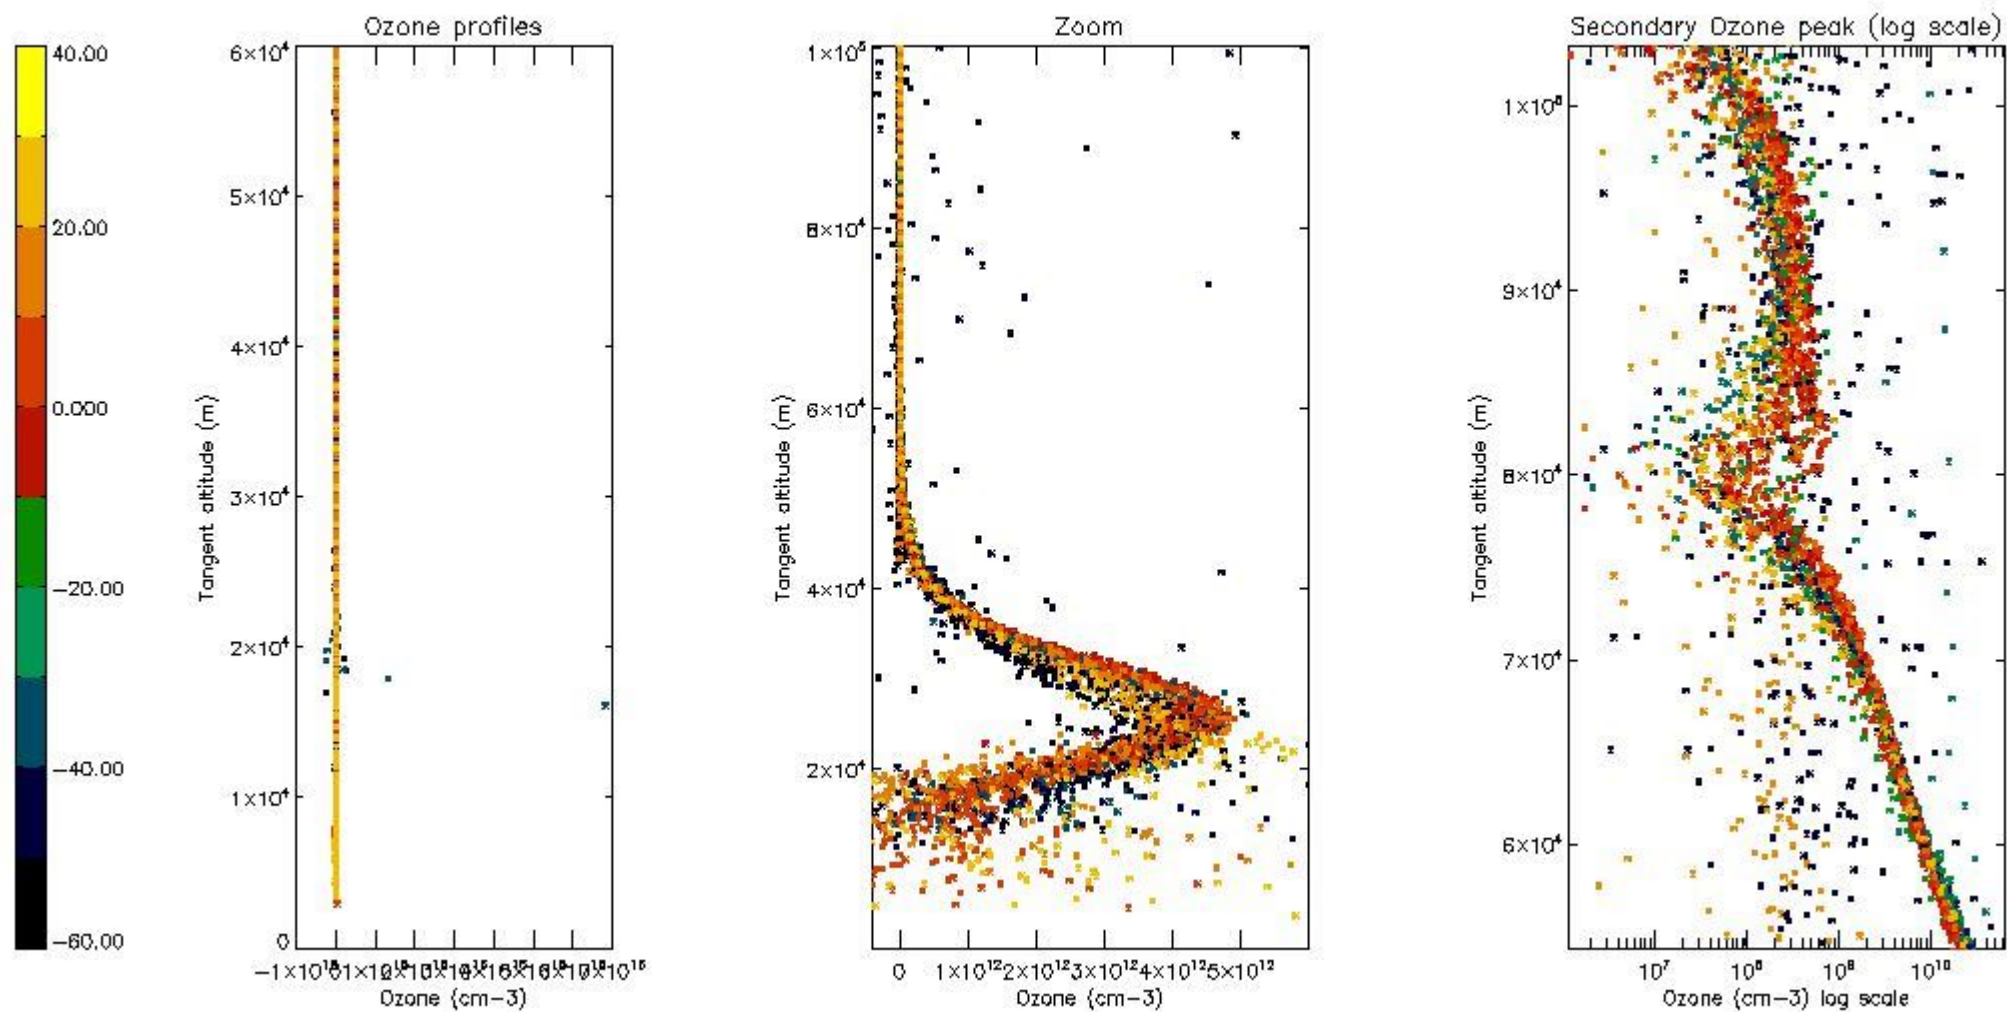 Ozone profiles
Zoom
Secondary Ozone peak (log scale)
40.00
20.00
0.000
−20.00
−40.00
−60.00
6×10⁴
5×10⁴
4×10⁴
3×10⁴
2×10⁴
1×10⁴
0
Tangent altitude (m)
Ozone (cm−3)
1×10⁵
8×10⁴
6×10⁴
4×10⁴
2×10⁴
Tangent altitude (m)
0 1×10¹² 2×10¹² 3×10¹² 4×10¹² 5×10¹²
Ozone (cm−3)
1×10⁵
9×10⁴
8×10⁴
7×10⁴
6×10⁴
Tangent altitude (m)
10⁷ 10⁸ 10⁹ 10¹⁰
Ozone (cm−3) log scale